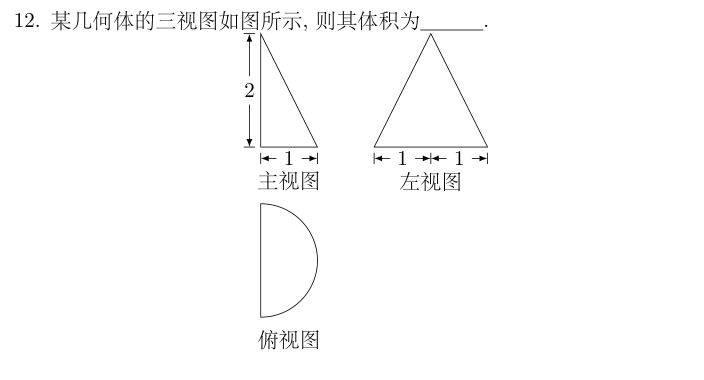 12. 某几何体的三视图如图所示, 则其体积为______.
2
1 1 1
主视图 左视图
俯视图